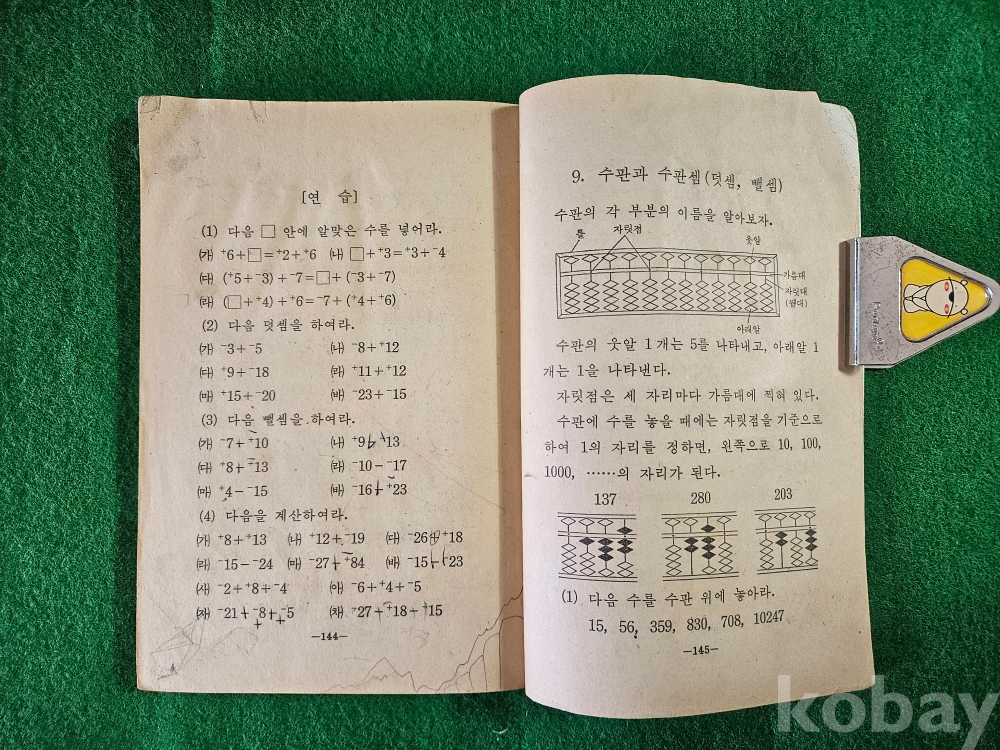 [연 습]
(1) 다음 □ 안에 알맞은 수를 넣어라.
㈎ ⁺6+□=⁺2+⁺6 ㈏ □+⁺3=⁺3+⁻4
㈐ (⁺5+⁻3)+⁻7=□+(⁻3+⁻7)
㈑ (□+⁺4)+⁺6=⁻7+(⁺4+⁺6)
(2) 다음 덧셈을 하여라.
㈎ ⁻3+⁻5 ㈏ ⁻8+⁺12
㈐ ⁺9+⁻18 ㈑ ⁺11+⁺12
㈒ ⁺15+⁻20 ㈓ ⁻23+⁻15
(3) 다음 뺄셈을 하여라.
㈎ ⁻7 10 ㈏ ⁺9 13
㈐ ⁺8 13 ㈑ ⁻10-⁻17
㈒ ⁺4-⁻15 ㈓ ⁻16 23
(4) 다음을 계산하여라.
㈎ ⁺8+⁺13 ㈏ ⁺12+⁻19 ㈐ ⁻26 ⁺18
㈑ ⁻15-⁻24 ㈒ ⁻27 84 ㈓ ⁻15 23
㈔ ⁻2+⁺8+⁻4 ㈕ ⁻6+⁺4+⁻5
㈖ ⁻21 8 5 ㈗ 27 18 15
—144—
9. 수판과 수판셈(덧셈, 뺄셈)
수판의 각 부분의 이름을 알아보자.
틀 자릿점 웃알
가름대
자릿대
(뀀대)
아래알
수판의 웃알 1개는 5를 나타내고, 아래알 1
개는 1을 나타낸다.
자릿점은 세 자리마다 가름대에 찍혀 있다.
수판에 수를 놓을 때에는 자릿점을 기준으로
하여 1의 자리를 정하면, 왼쪽으로 10, 100,
1000, ……의 자리가 된다.
137 280 203
(1) 다음 수를 수판 위에 놓아라.
15, 56, 359, 830, 708, 10247
—145—
kobay